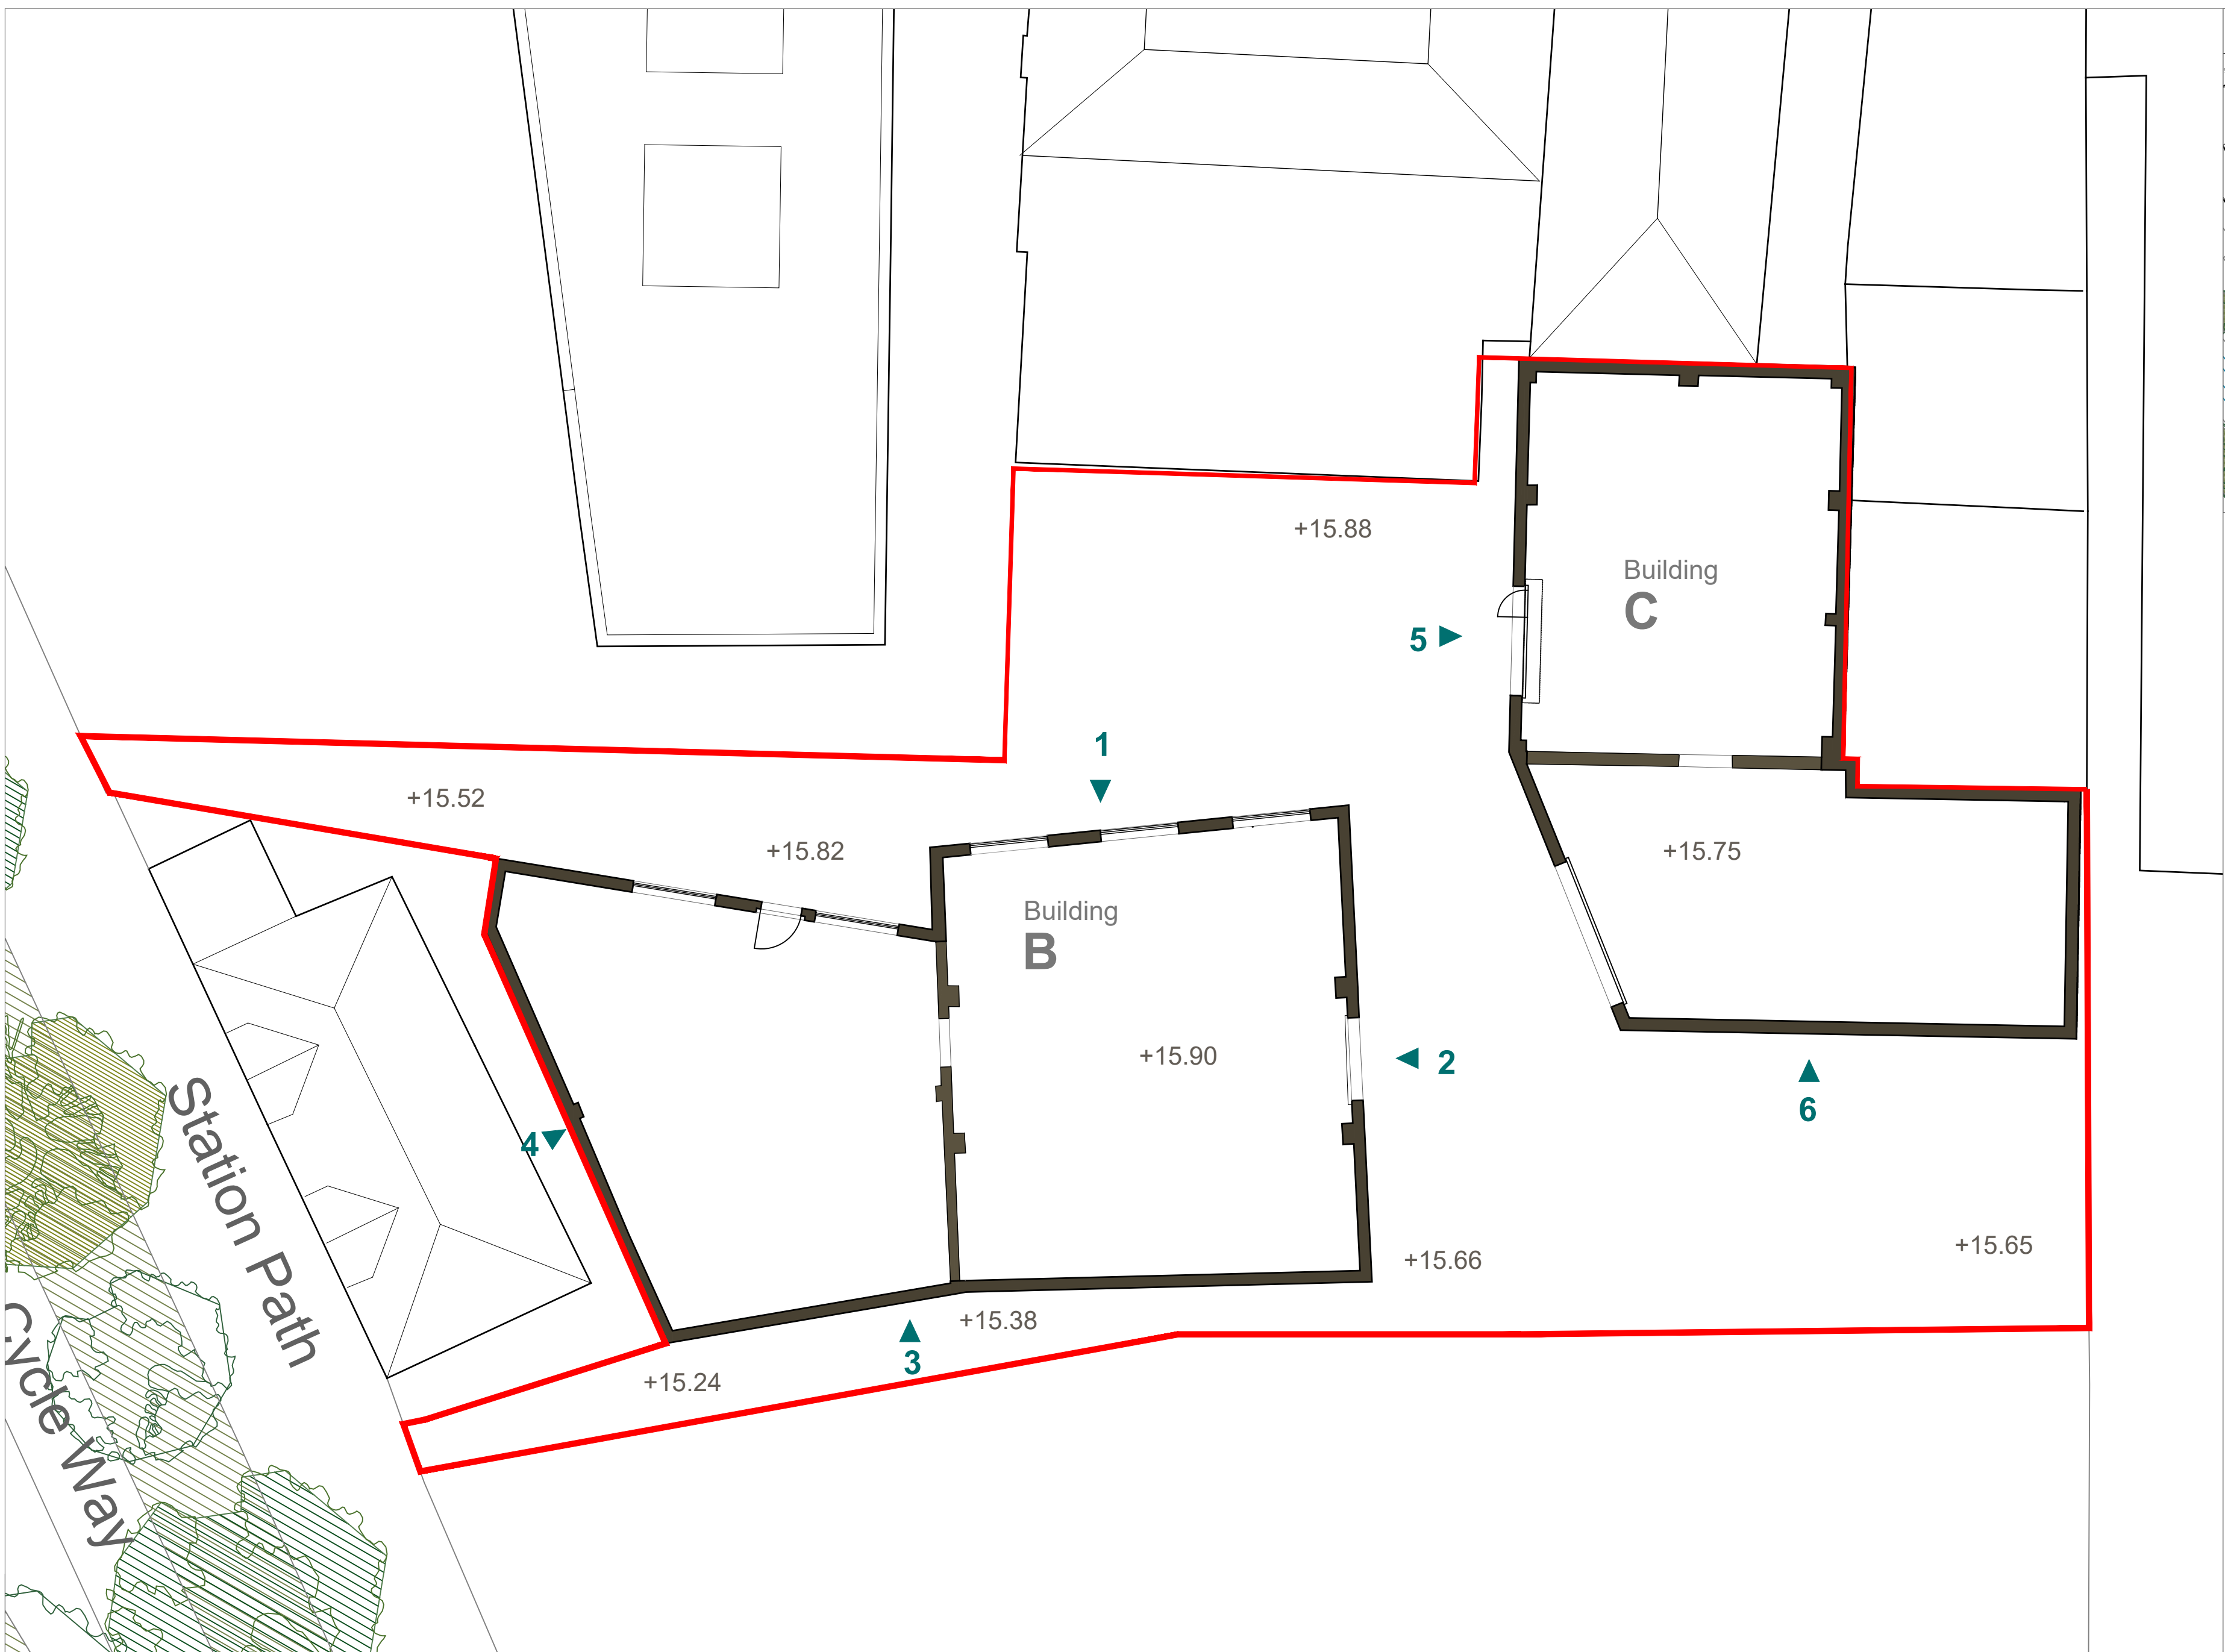 +15.88
Building
C
5
1
+15.52
+15.82
+15.75
Building
B
+15.90
2
6
4
Station Path
+15.66
+15.65
+15.38
3
+15.24
Cycle Way